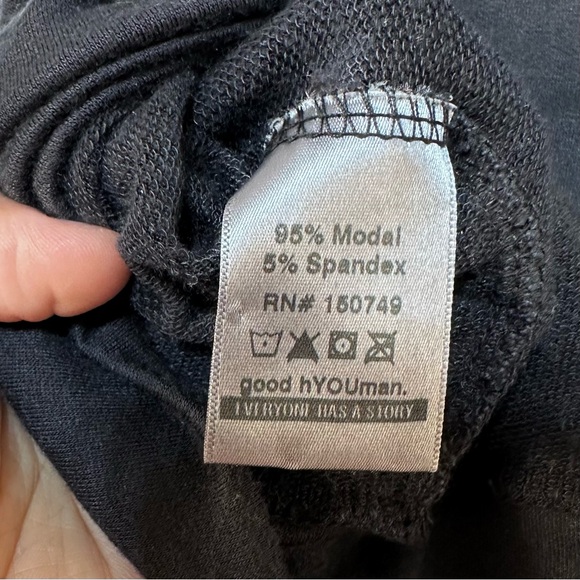 95% Modal
5% Spandex
RN# 150749
good hYOUman.
EVERYONE HAS A STORY